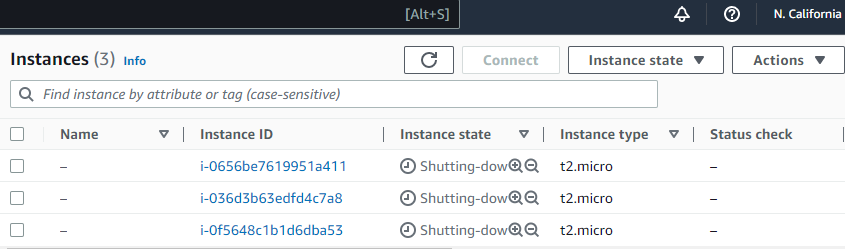 [Alt+S] N. California
Instances (3) Info Connect Instance state Actions
Find instance by attribute or tag (case-sensitive)
Name Instance ID Instance state Instance type Status check
– i-0656be7619951a411 Shutting-dow t2.micro –
– i-036d3b63edfd4c7a8 Shutting-dow t2.micro –
– i-0f5648c1b1d6dba53 Shutting-dow t2.micro –